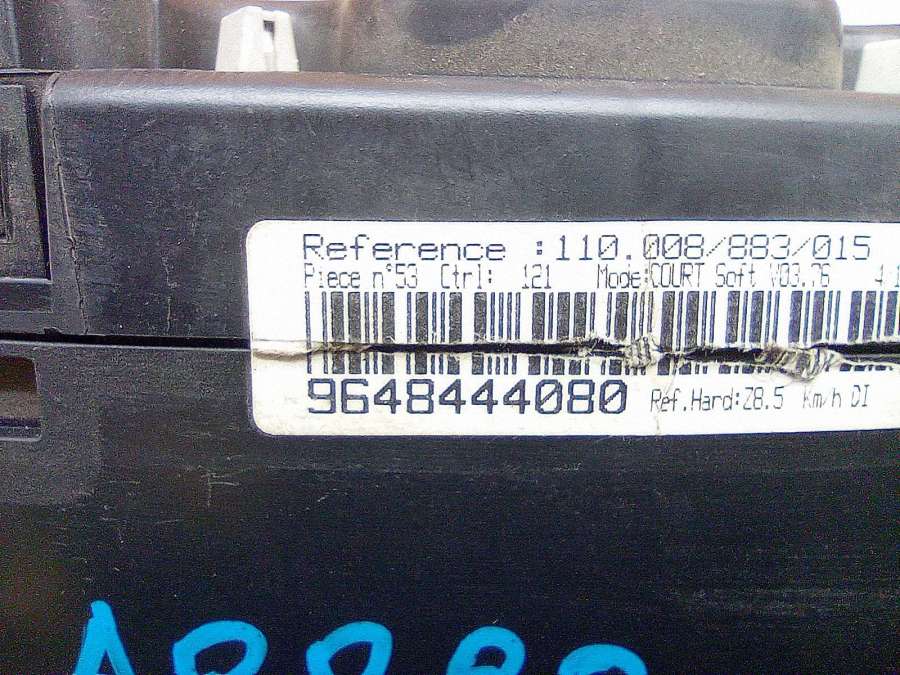 Reference :110.008/883/015
Piece n°53 Ctrl: 121 Mode:COURT Soft V03.76
9648444080 Ref.Hard:28.5 km/h DI